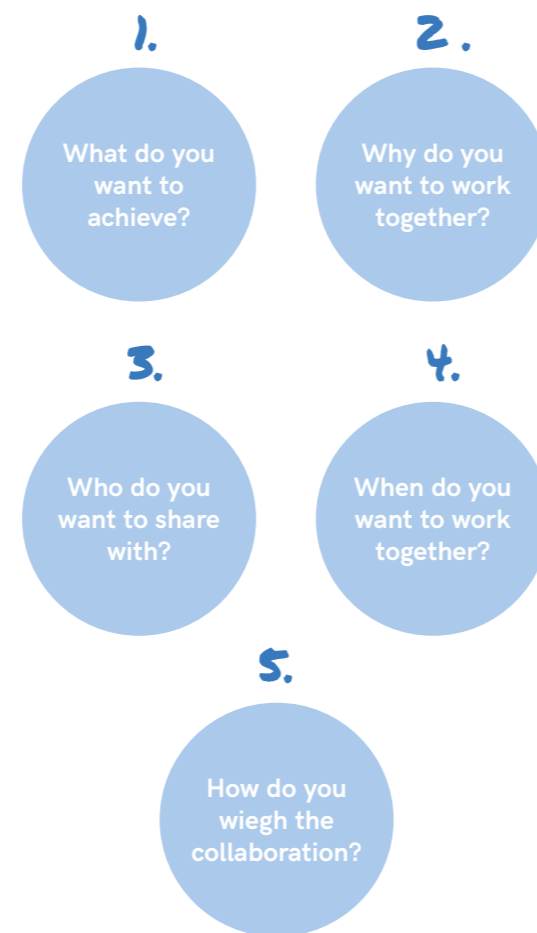 1.
What do you
want to
achieve?
2.
Why do you
want to work
together?
3.
Who do you
want to share
with?
4.
When do you
want to work
together?
5.
How do you
wiegh the
collaboration?